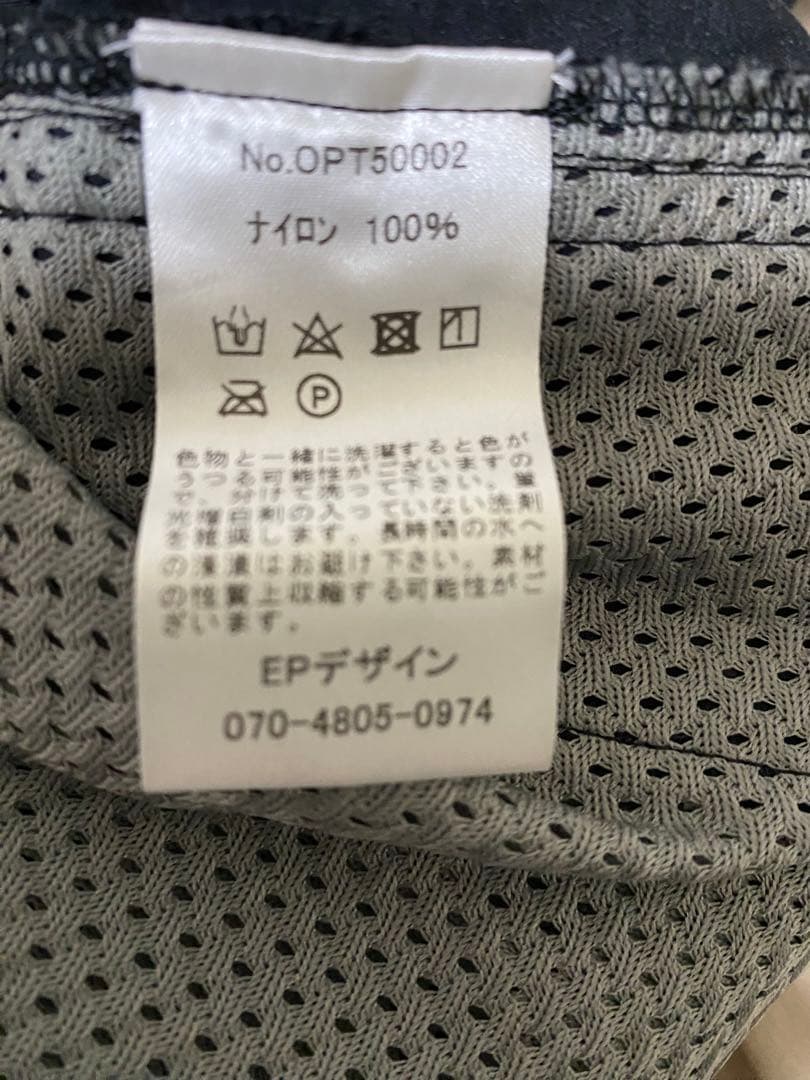 No.OPT50002
ナイロン 100%
P
色物と一緒に洗濯すると色が
うつる可能性がございますの
で、分けて洗って下さい。蛍
光増白剤の入っていない洗剤
を推奨します。長時間の水へ
の浸漬はお避け下さい。素材
の性質上収縮する可能性がご
ざいます。
EPデザイン
070-4805-0974